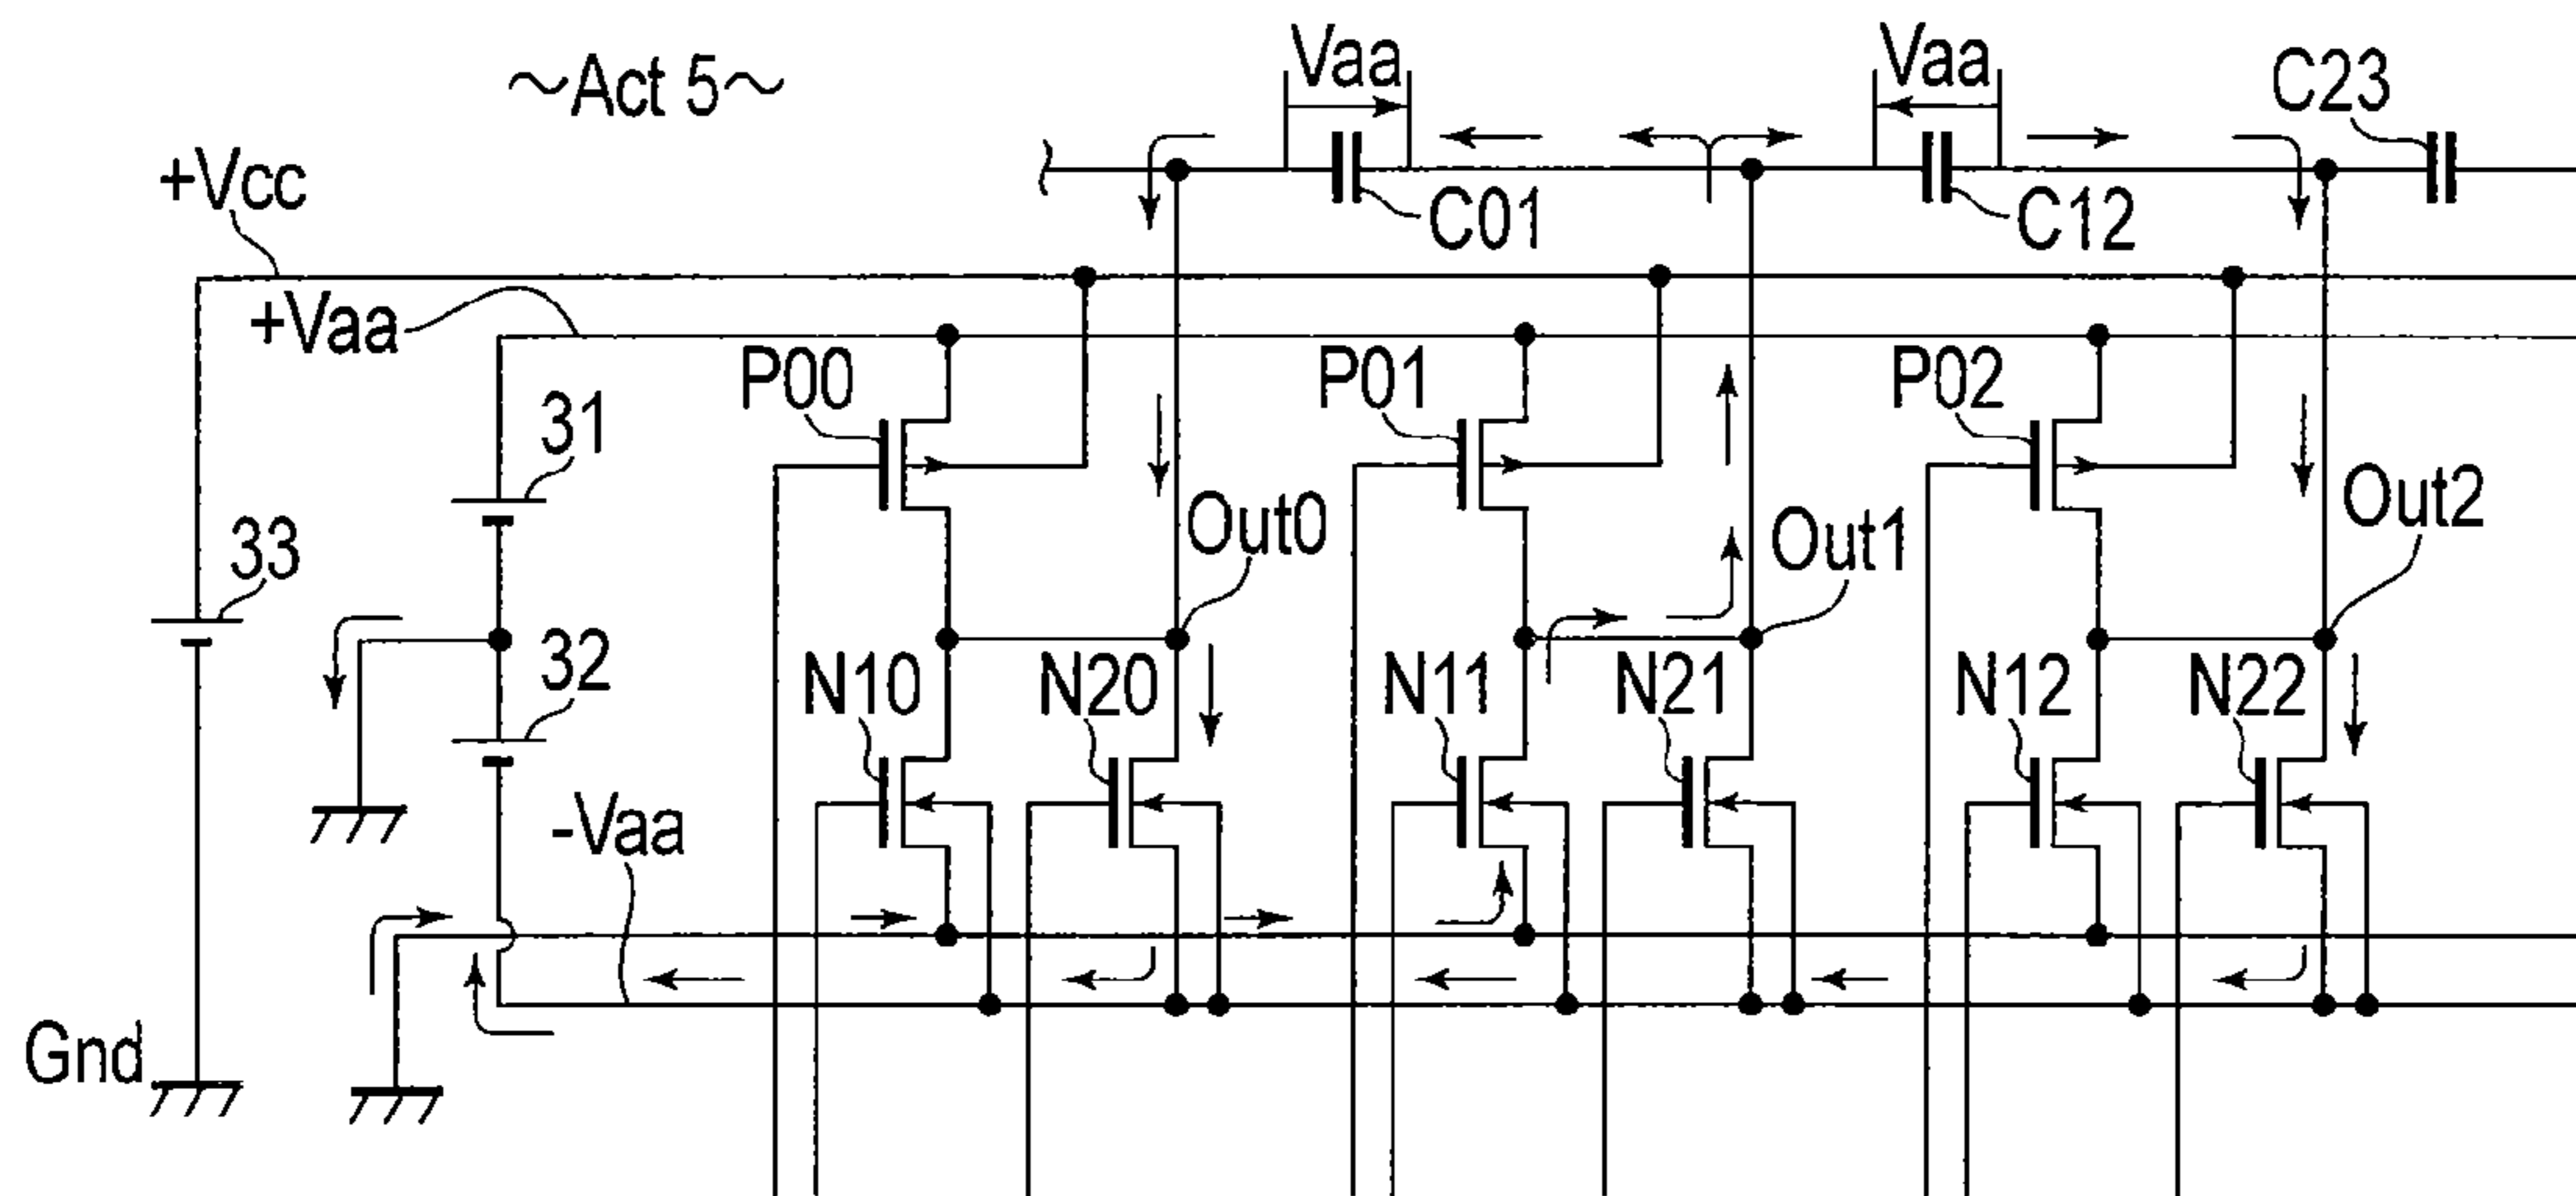 ~Act 5~
Vaa
Vaa
C23
+Vcc
C01
C12
+Vaa
P00
P01
P02
31
33
Out0
Out1
Out2
32
N10
N20
N11
N21
N12
N22
-Vaa
Gnd